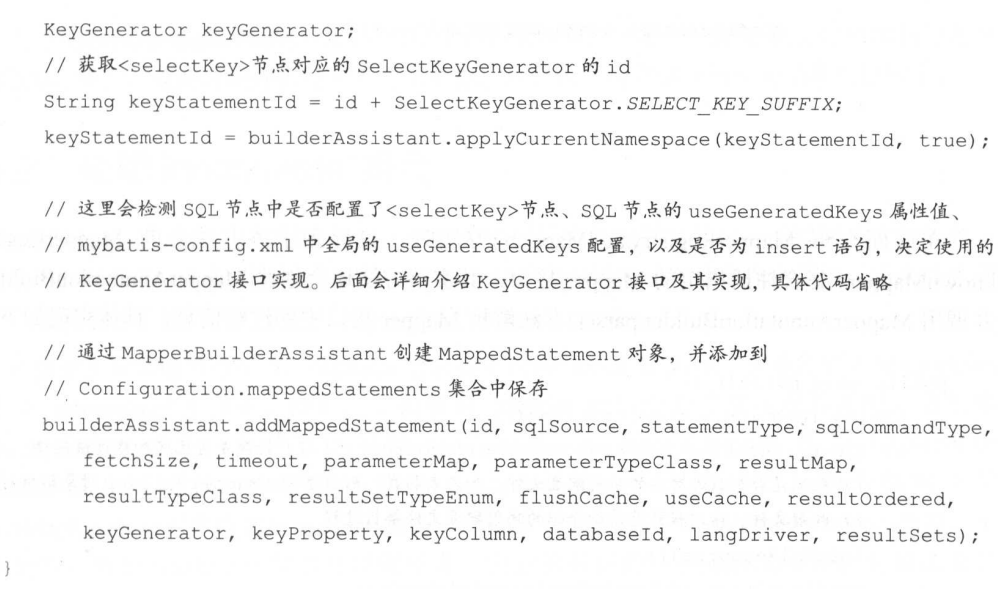 KeyGenerator keyGenerator;
// 获取<selectKey>节点对应的 SelectKeyGenerator 的 id
String keyStatementId = id + SelectKeyGenerator.SELECT_KEY_SUFFIX;
keyStatementId = builderAssistant.applyCurrentNamespace(keyStatementId, true);
// 这里会检测 SQL 节点中是否配置了<selectKey>节点、SQL 节点的 useGeneratedKeys 属性值、
// mybatis-config.xml 中全局的 useGeneratedKeys 配置，以及是否为 insert 语句，决定使用的
// KeyGenerator 接口实现。后面会详细介绍 KeyGenerator 接口及其实现，具体代码省略
// 通过 MapperBuilderAssistant 创建 MappedStatement 对象，并添加到
// Configuration.mappedStatements 集合中保存
builderAssistant.addMappedStatement(id, sqlSource, statementType, sqlCommandType,
fetchSize, timeout, parameterMap, parameterTypeClass, resultMap,
resultTypeClass, resultSetTypeEnum, flushCache, useCache, resultOrdered,
keyGenerator, keyProperty, keyColumn, databaseId, langDriver, resultSets);
}